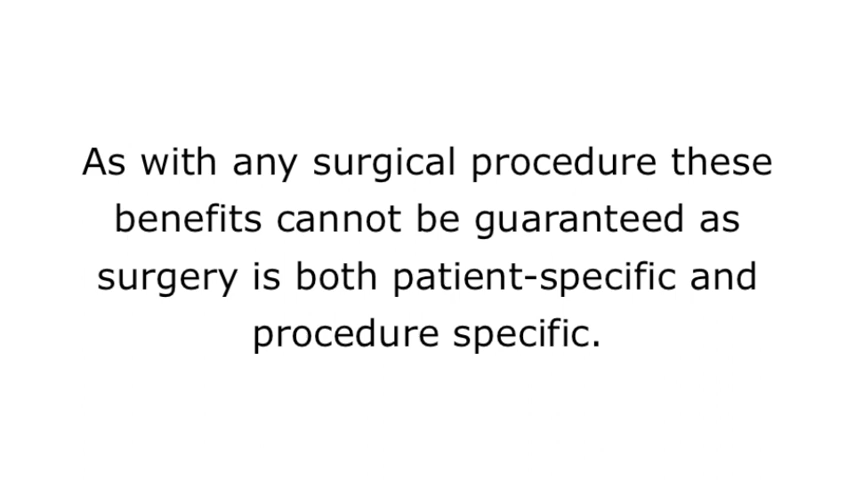 As with any surgical procedure these
benefits cannot be guaranteed as
surgery is both patient-specific and
procedure specific.